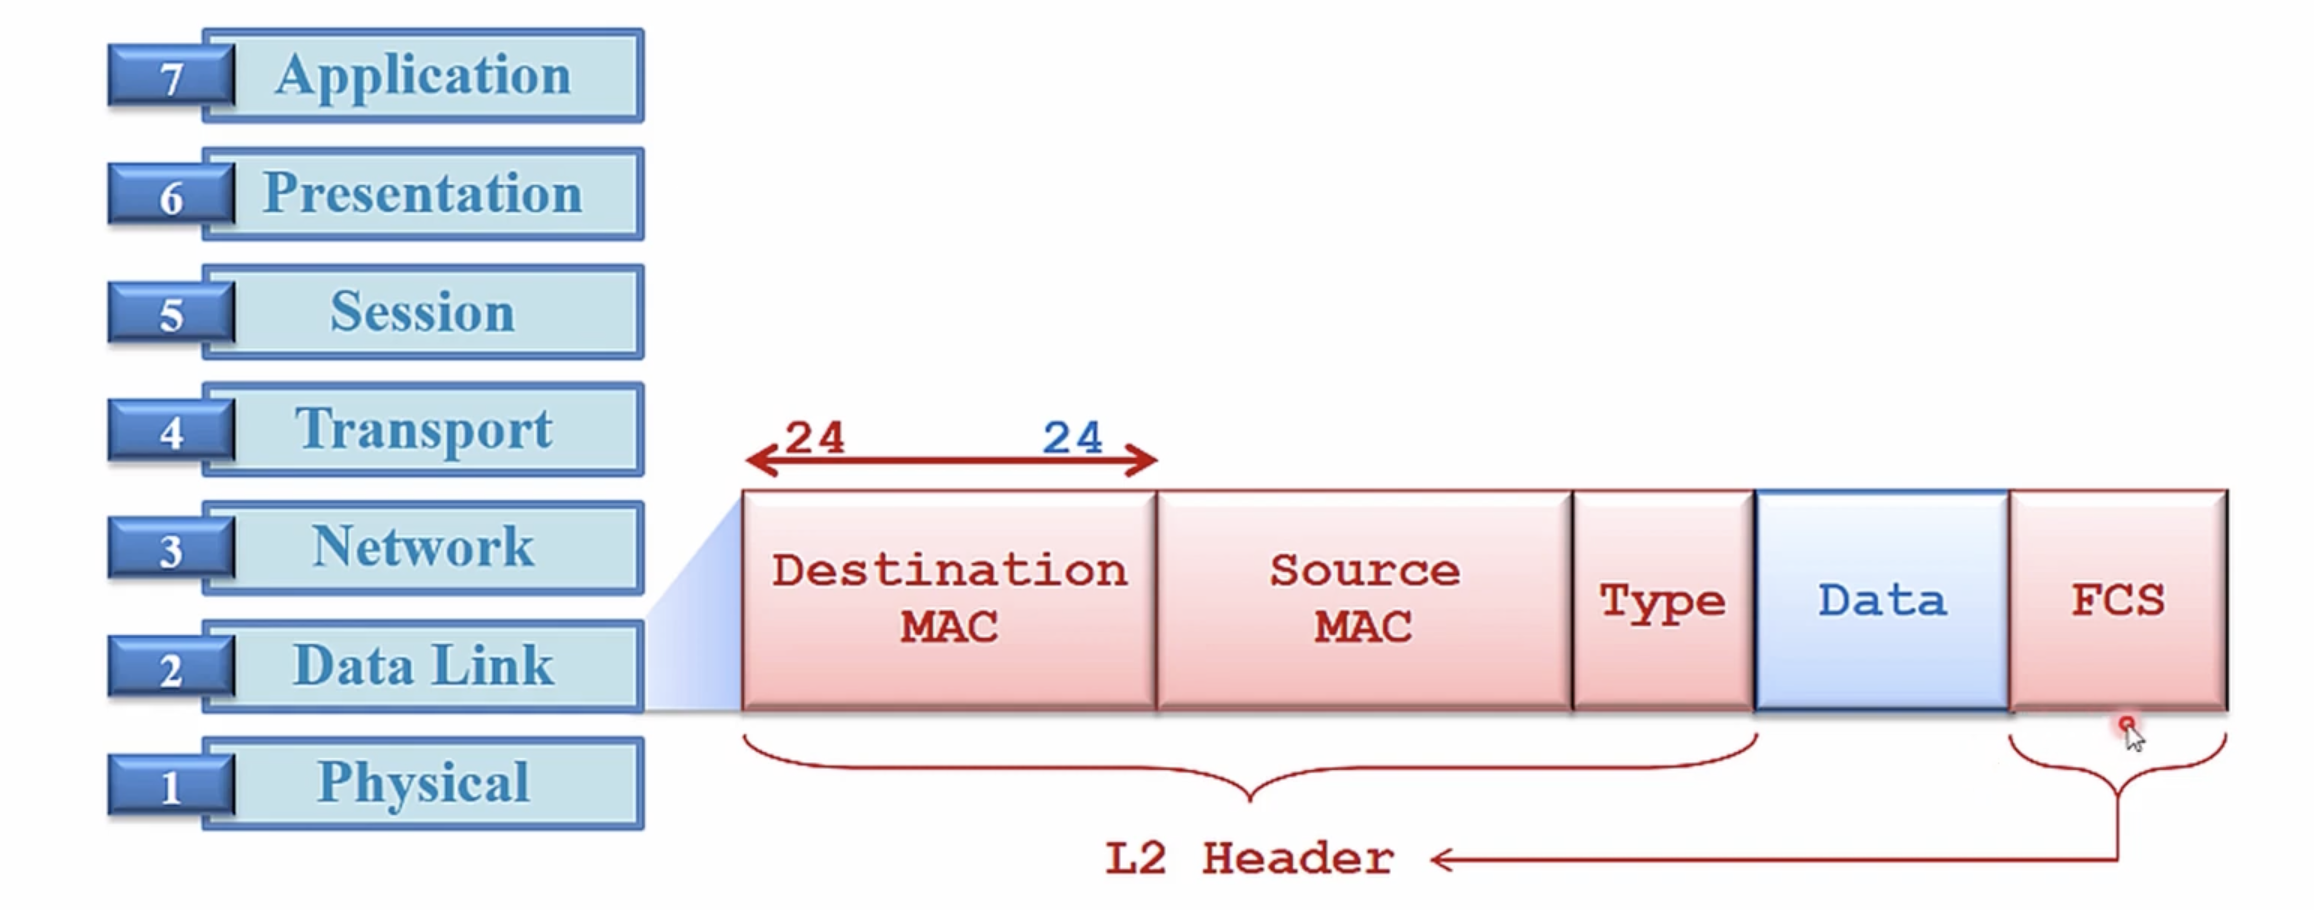 7 Application
6 Presentation
5 Session
4 Transport
3 Network
2 Data Link
1 Physical
24 24
Destination
MAC
Source
MAC
Type
Data
FCS
L2 Header